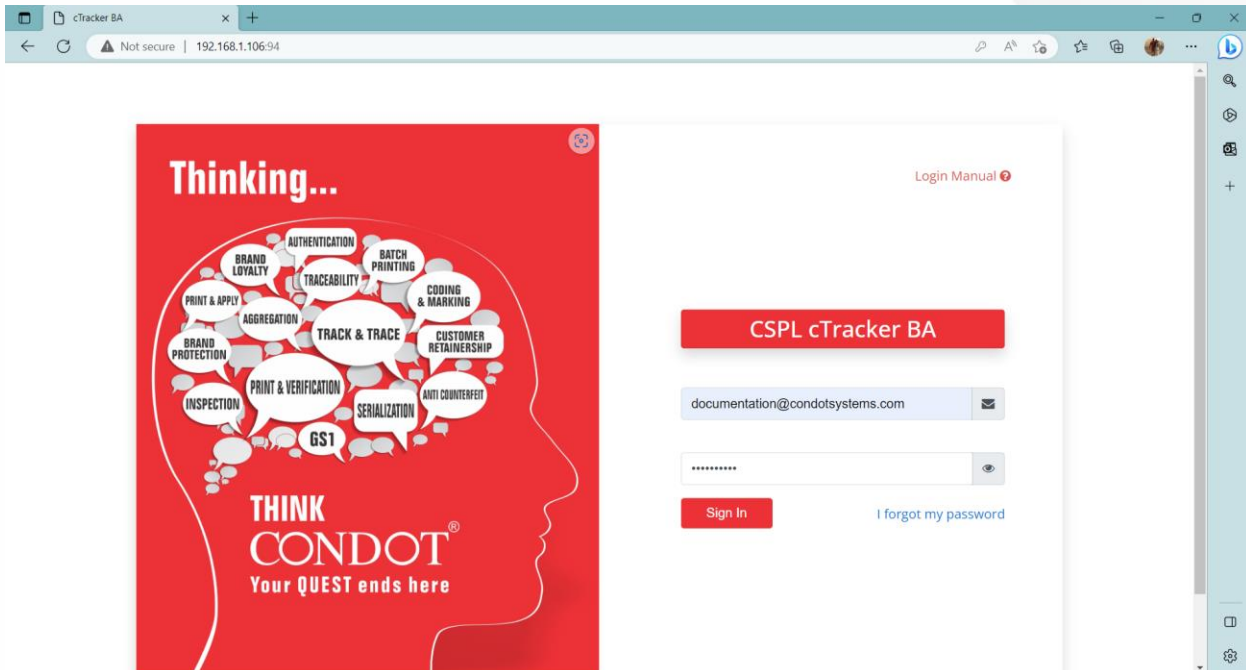 cTracker BA
Not secure | 192.168.1.106:94
Thinking...
Login Manual
AUTHENTICATION
BRAND
LOYALTY
BATCH
PRINTING
TRACEABILITY
CODING
& MARKING
PRINT & APPLY
AGGREGATION
TRACK & TRACE
CUSTOMER
RETAINERSHIP
BRAND
PROTECTION
PRINT & VERIFICATION
ANTI COUNTERFEIT
INSPECTION
SERIALIZATION
GS1
THINK
CONDOT®
Your QUEST ends here
CSPL cTracker BA
documentation@condotsystems.com
••••••••••
Sign In
I forgot my password